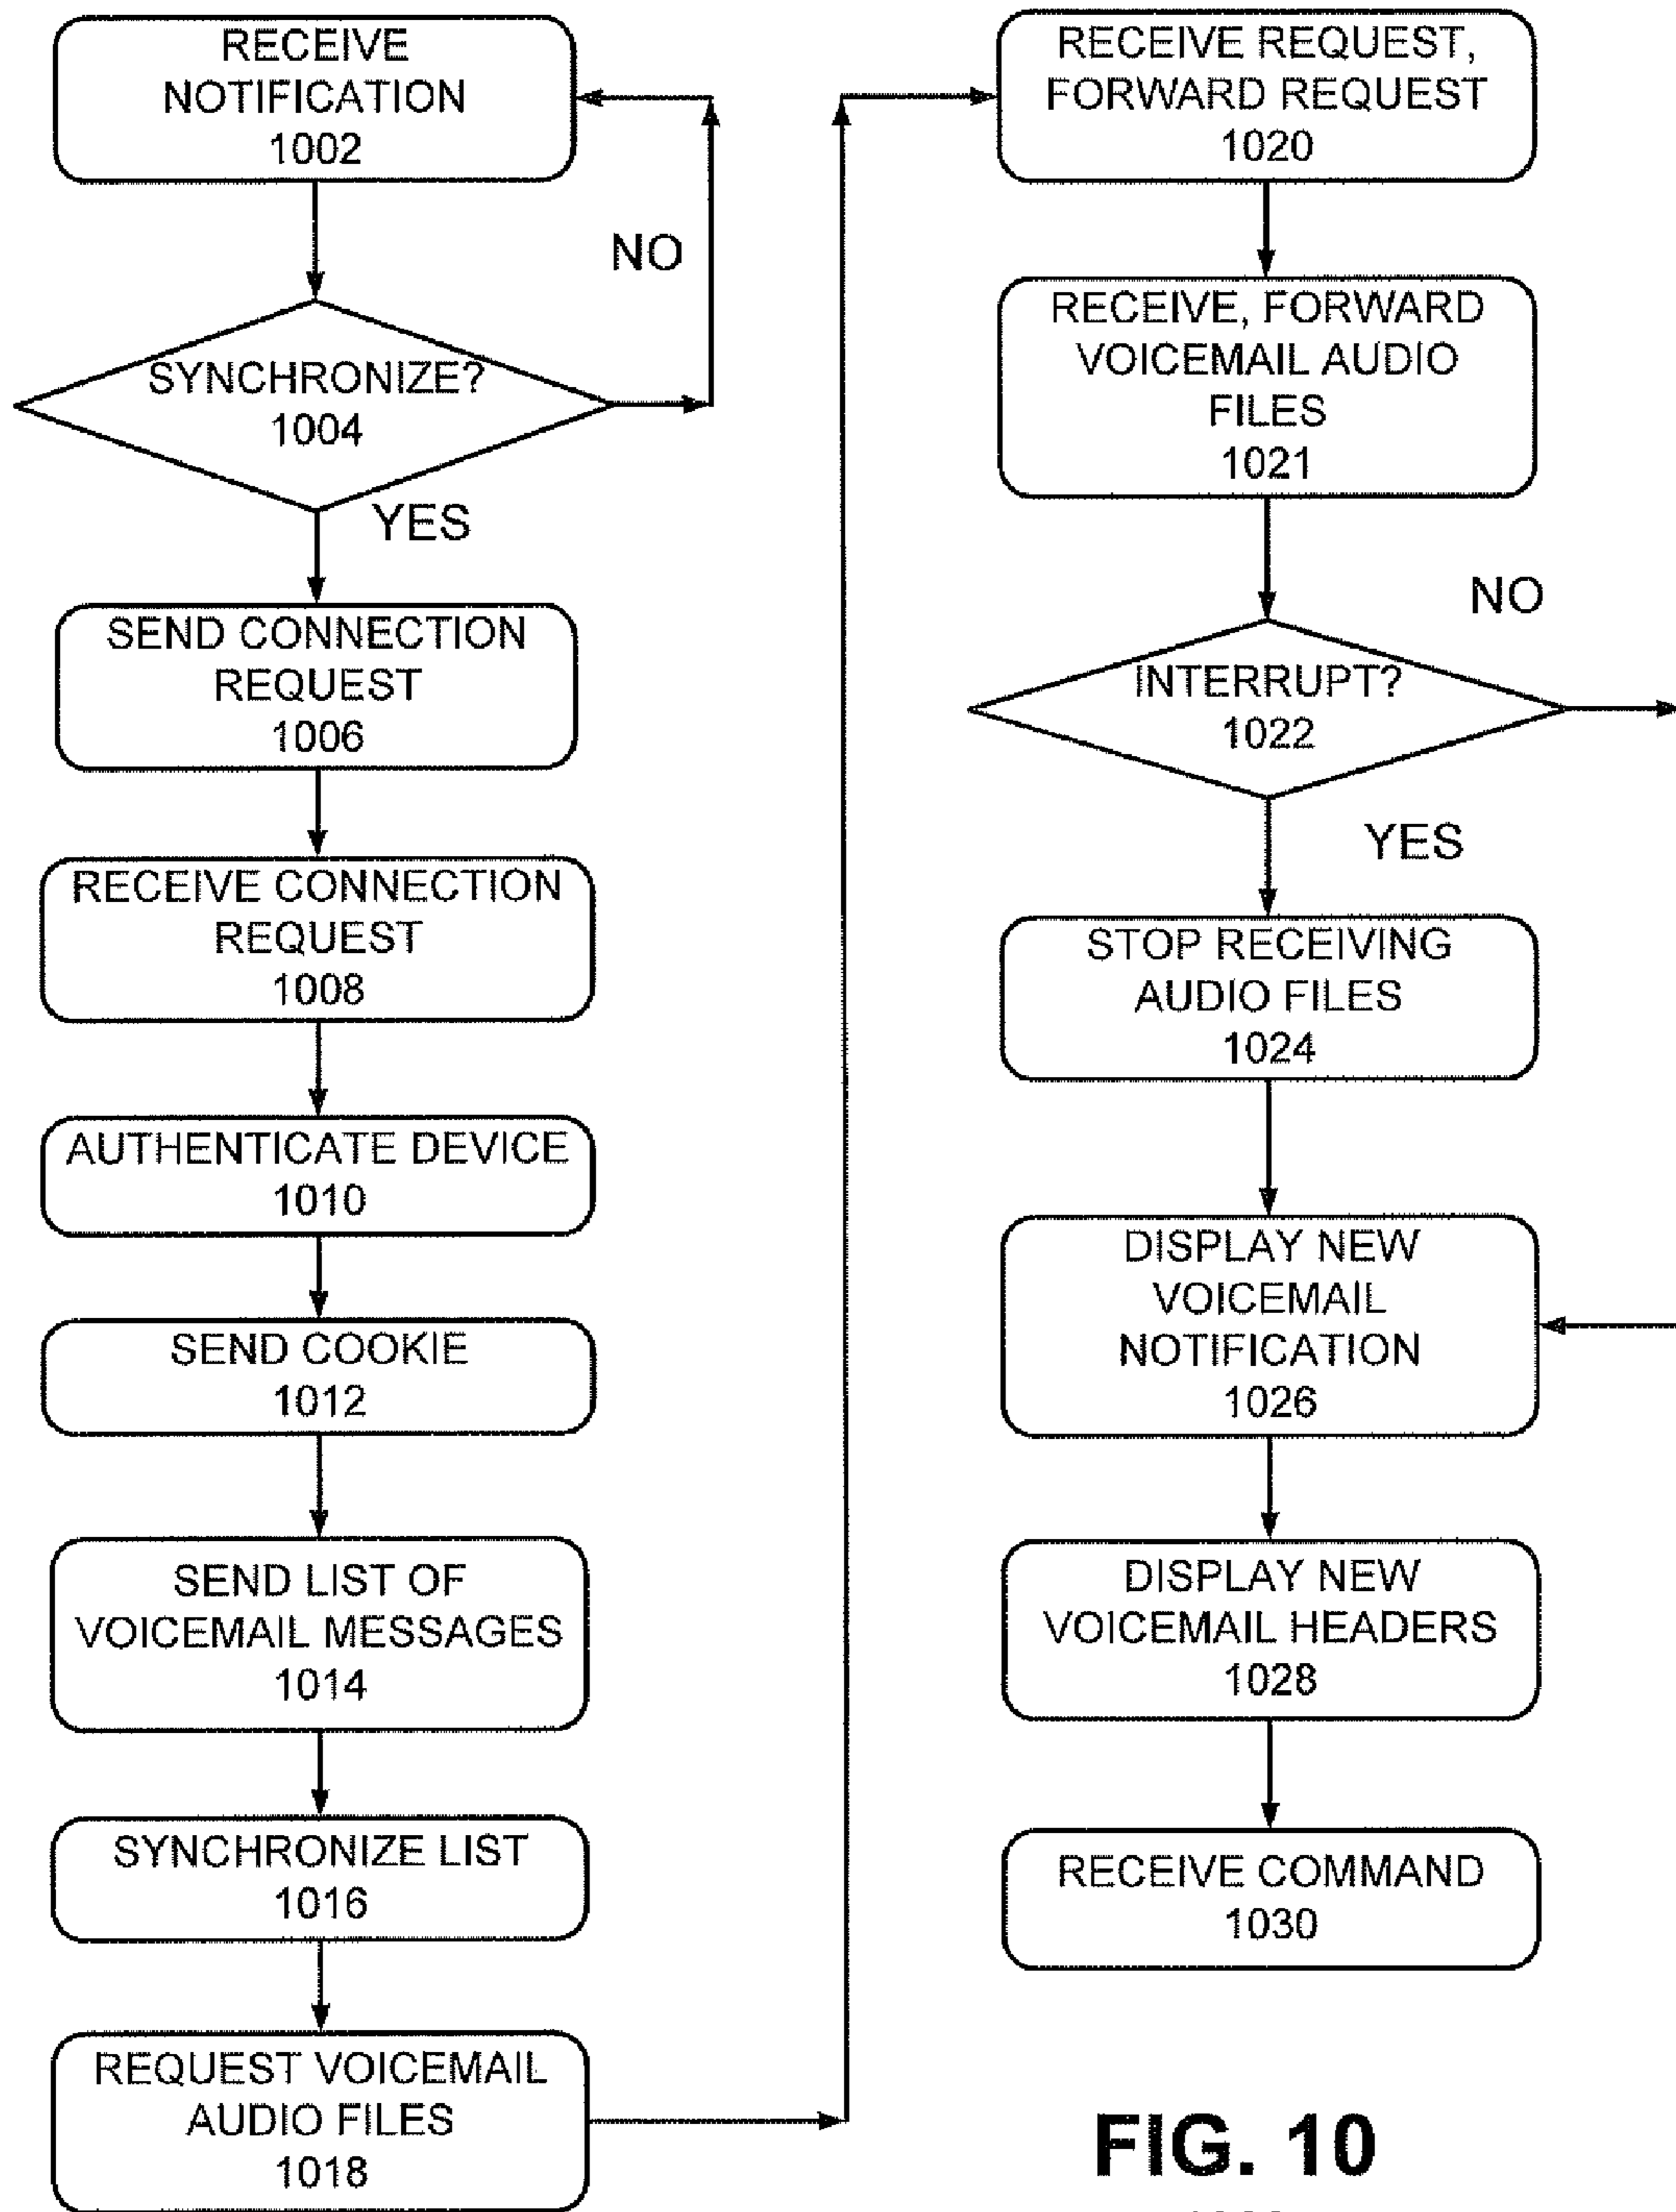 RECEIVE
NOTIFICATION
1002
NO
SYNCHRONIZE?
1004
YES
SEND CONNECTION
REQUEST
1006
RECEIVE CONNECTION
REQUEST
1008
AUTHENTICATE DEVICE
1010
SEND COOKIE
1012
SEND LIST OF
VOICEMAIL MESSAGES
1014
SYNCHRONIZE LIST
1016
REQUEST VOICEMAIL
AUDIO FILES
1018
RECEIVE REQUEST,
FORWARD REQUEST
1020
RECEIVE, FORWARD
VOICEMAIL AUDIO
FILES
1021
NO
INTERRUPT?
1022
YES
STOP RECEIVING
AUDIO FILES
1024
DISPLAY NEW
VOICEMAIL
NOTIFICATION
1026
DISPLAY NEW
VOICEMAIL HEADERS
1028
RECEIVE COMMAND
1030
FIG. 10